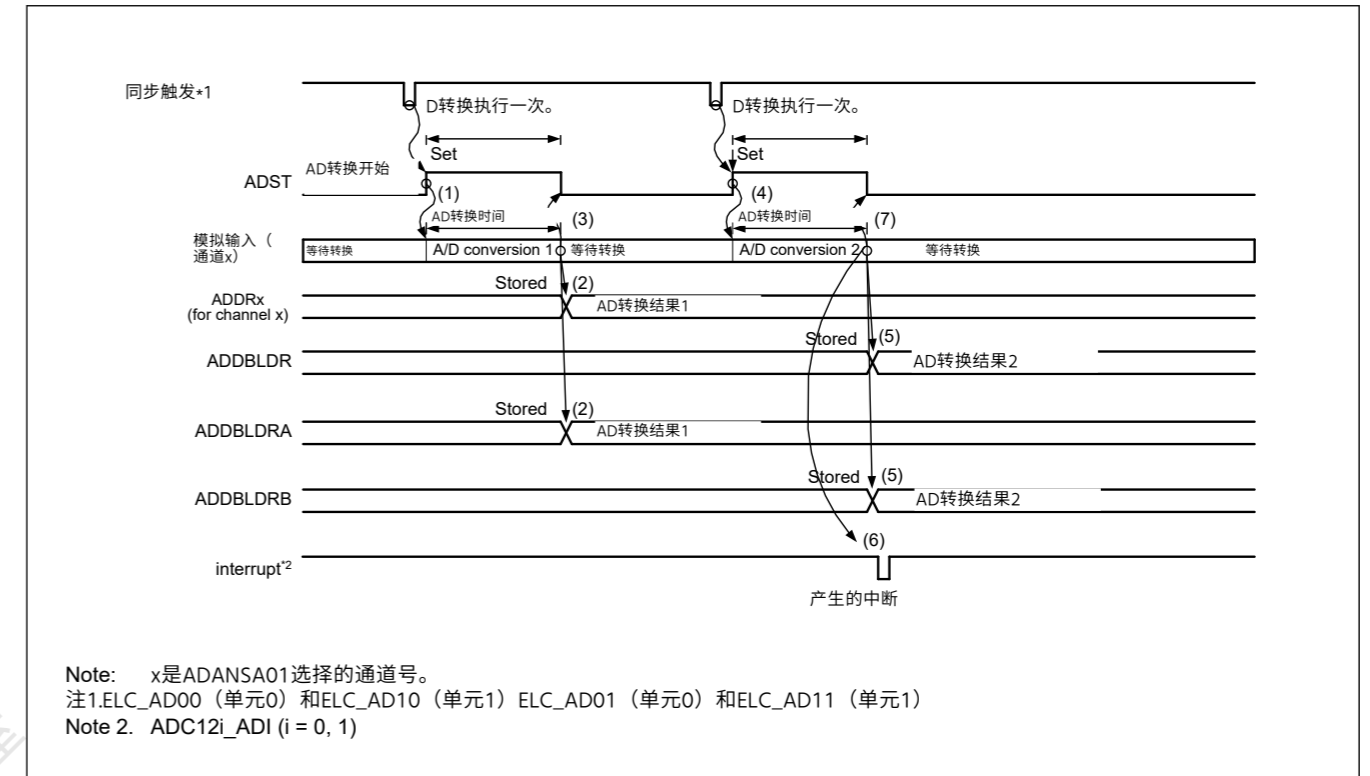 同步触发*1
D转换执行一次。
D转换执行一次。
Set
Set
AD转换开始
ADST
(1)
(4)
AD转换时间
(3)
AD转换时间
(7)
模拟输入（
通道x）
等待转换
A/D conversion 1
等待转换
A/D conversion 2
等待转换
Stored
(2)
ADDRx
(for channel x)
AD转换结果1
Stored
(5)
ADDBLDR
AD转换结果2
Stored
(2)
ADDBLDRA
AD转换结果1
Stored
(5)
ADDBLDRB
AD转换结果2
(6)
interrupt*2
产生的中断
Note: x是ADANSA01选择的通道号。
注1.ELC_AD00（单元0）和ELC_AD10（单元1）ELC_AD01（单元0）和ELC_AD11（单元1）
Note 2. ADC12i_ADI (i = 0, 1)